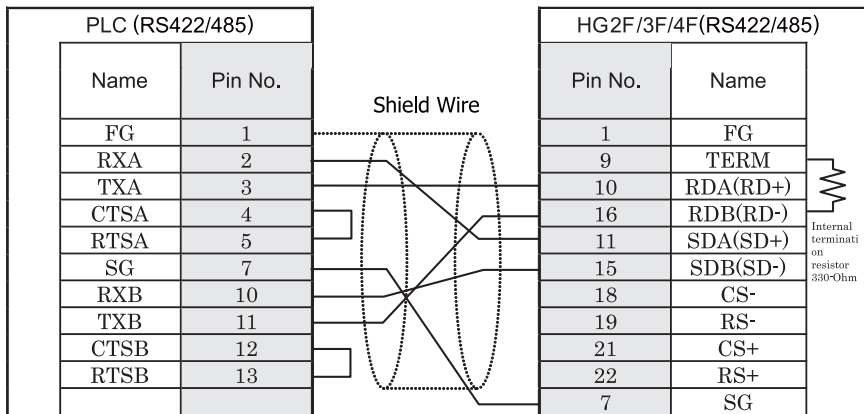 PLC (RS422/485)
Name Pin No.
FG 1
RXA 2
TXA 3
CTSA 4
RTSA 5
SG 7
RXB 10
TXB 11
CTSB 12
RTSB 13
Shield Wire
HG2F/3F/4F(RS422/485)
Pin No. Name
1 FG
9 TERM
10 RDA(RD+)
16 RDB(RD-)
11 SDA(SD+)
15 SDB(SD-)
18 CS-
19 RS-
21 CS+
22 RS+
7 SG
Internal
terminati
on
resistor
330-Ohm